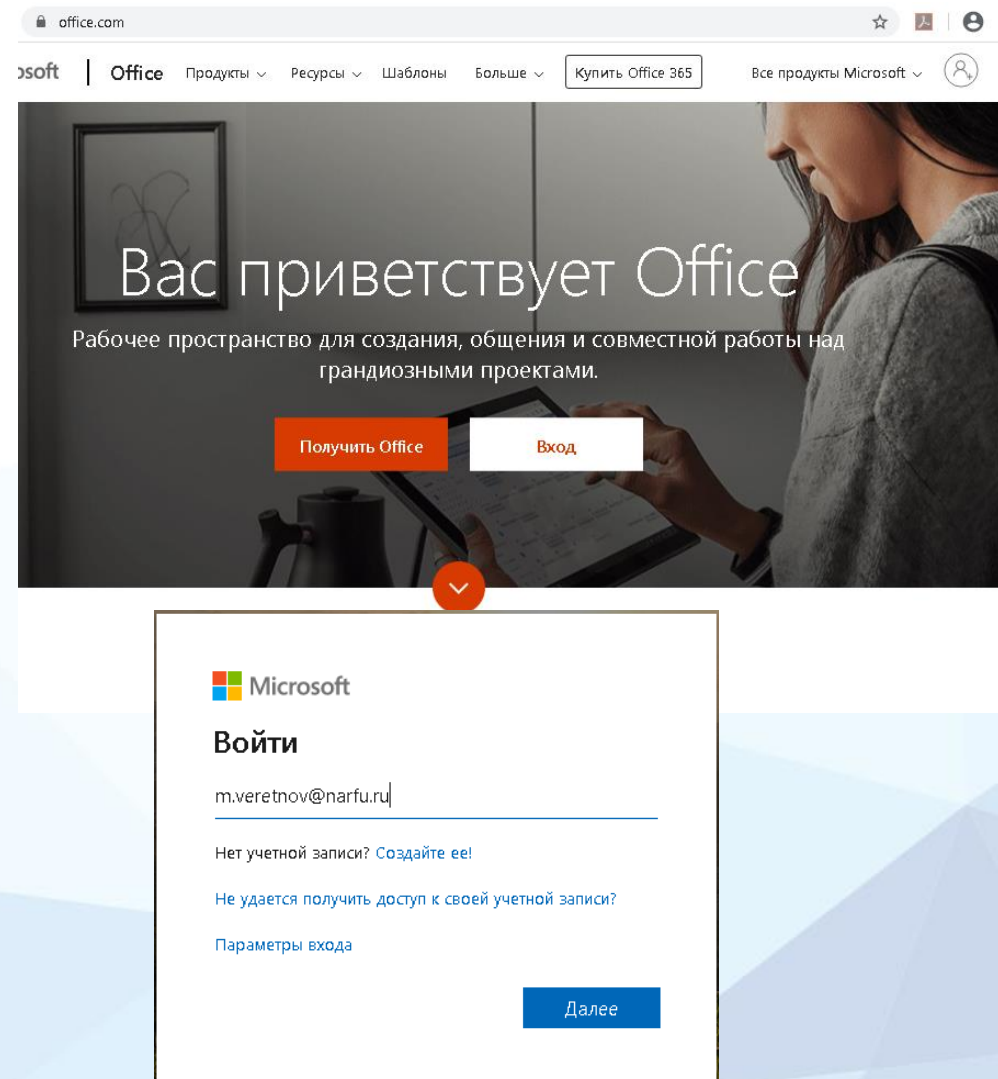 office.com
osoft | Office Продукты Ресурсы Шаблоны Больше Купить Office 365 Все продукты Microsoft
Вас приветствует Office
Рабочее пространство для создания, общения и совместной работы над
грандиозными проектами.
Получить Office Вход
Microsoft
Войти
m.veretnov@narfu.ru
Нет учетной записи? Создайте ее!
Не удается получить доступ к своей учетной записи?
Параметры входа
Далее